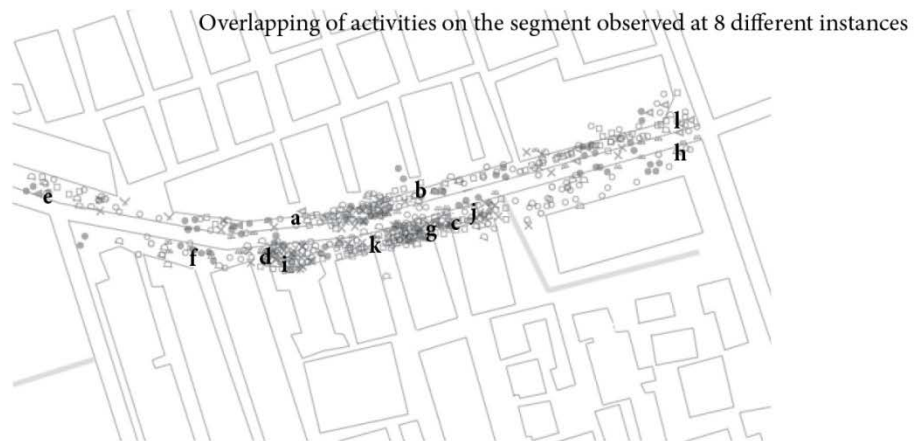 Overlapping of activities on the segment observed at 8 different instances
l
h
b
e
j
a
c
g
k
d
f
i